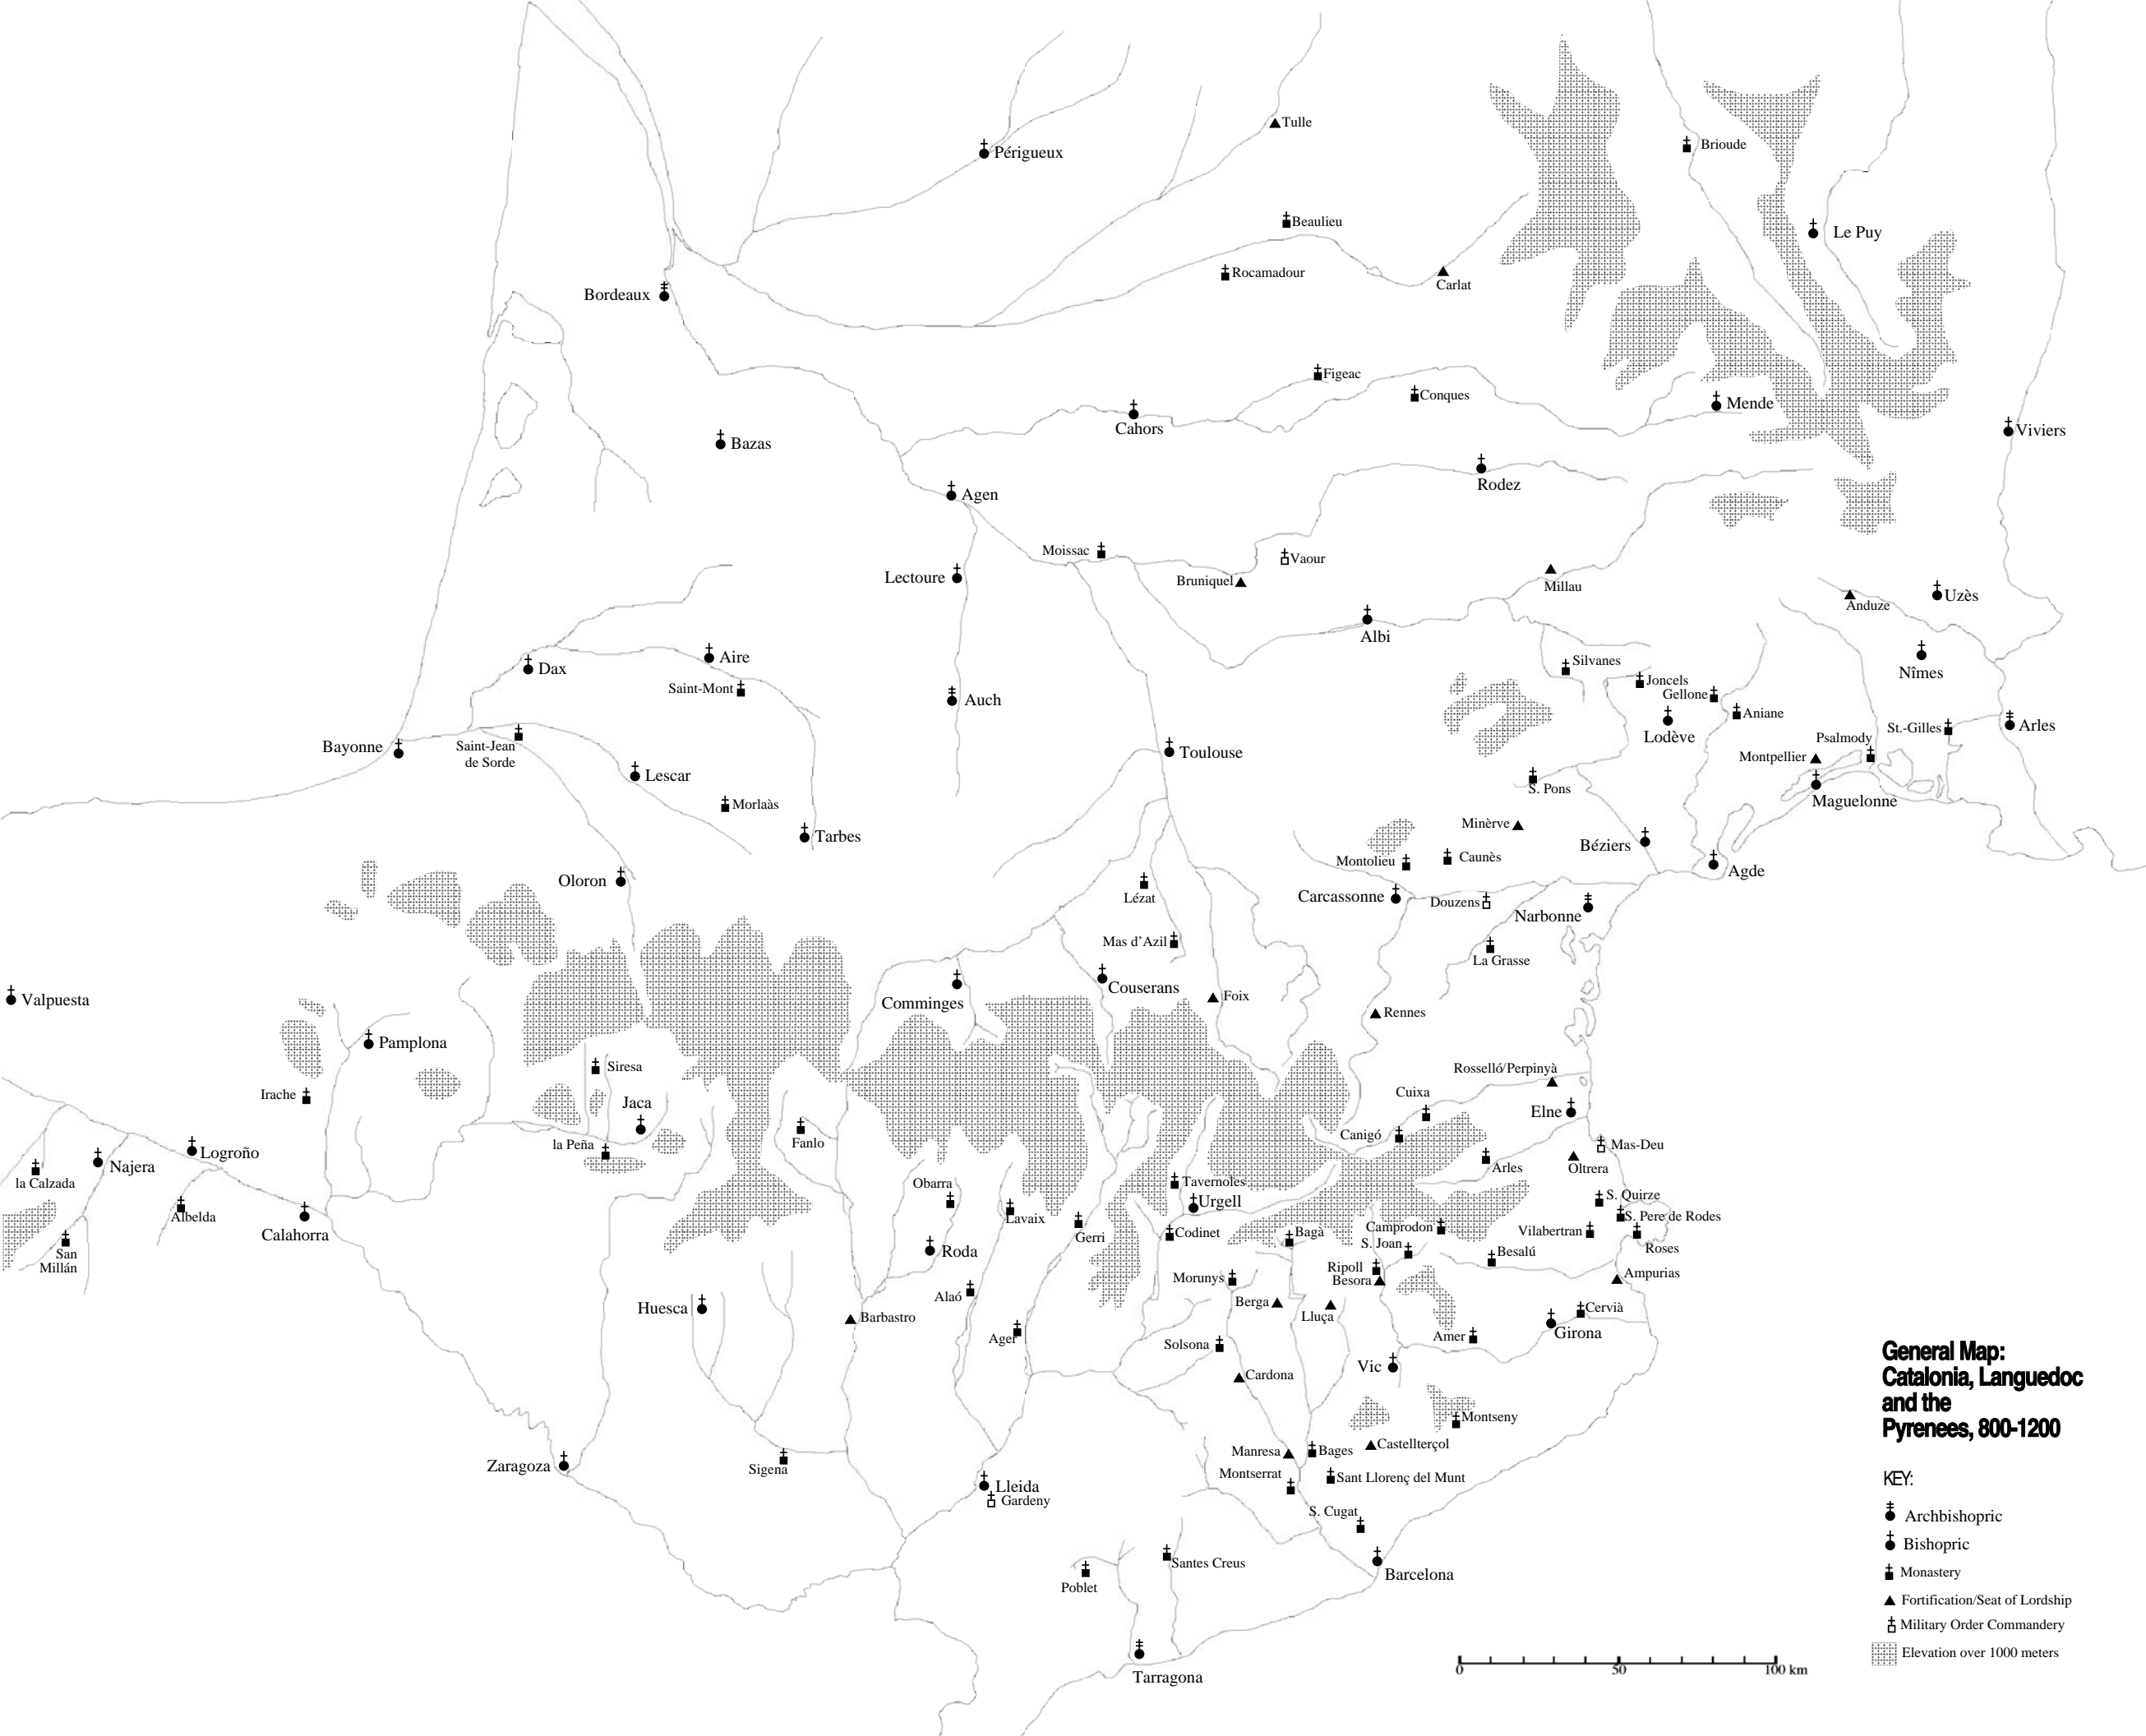 Tulle
Périgueux
Brioude
Beaulieu
Le Puy
Rocamadour
Carlat
Bordeaux
Figeac
Conques
Mende
Cahors
Viviers
Bazas
Rodez
Agen
Moissac
Vaour
Bruniquel
Lectoure
Millau
Anduze
Uzès
Albi
Aire
Dax
Silvanes
Nîmes
Saint-Mont
Joncels
Gellone
Auch
Aniane
Lodève
St.-Gilles
Arles
Bayonne
Saint-Jean
de Sorde
Psalmody
Toulouse
Montpellier
Lescar
S. Pons
Maguelonne
Morlaàs
Tarbes
Minèrve
Béziers
Montolieu
Caunès
Agde
Oloron
Lézat
Carcassonne
Douzens
Narbonne
Mas d’Azil
La Grasse
Comminges
Couserans
Foix
Valpuesta
Rennes
Pamplona
Siresa
Rosselló/Perpinyà
Irache
Cuixa
Jaca
Elne
Fanlo
Canigó
la Peña
Mas-Deu
Logroño
Najera
Arles
Oltrera
la Calzada
Obarra
Tavernoles
Urgell
S. Quirze
Albelda
Lavaix
S. Pere de Rodes
Calahorra
Gerri
Codinet
Bagà
Camprodon
Vilabertran
S. Joan
Roses
San
Millán
Roda
Besalú
Ripoll
Besora
Morunys
Ampurias
Alaó
Huesca
Berga
Lluça
Cervià
Barbastro
Ager
Amer
Girona
Solsona
Vic
Cardona
Montseny
Castellterçol
Manresa
Bages
Zaragoza
Sigena
Montserrat
Sant Llorenç del Munt
Lleida
Gardeny
S. Cugat
Santes Creus
Poblet
Barcelona
Tarragona
General Map:
Catalonia, Languedoc
and the
Pyrenees, 800-1200
KEY:
Archbishopric
Bishopric
Monastery
Fortification/Seat of Lordship
Military Order Commandery
Elevation over 1000 meters
0 50 100 km